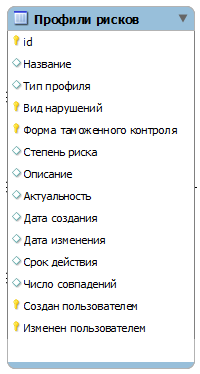 Профили рисков
id
Название
Тип профиля
Вид нарушений
Форма таможенного контроля
Степень риска
Описание
Актуальность
Дата создания
Дата изменения
Срок действия
Число совпадений
Создан пользователем
Изменен пользователем